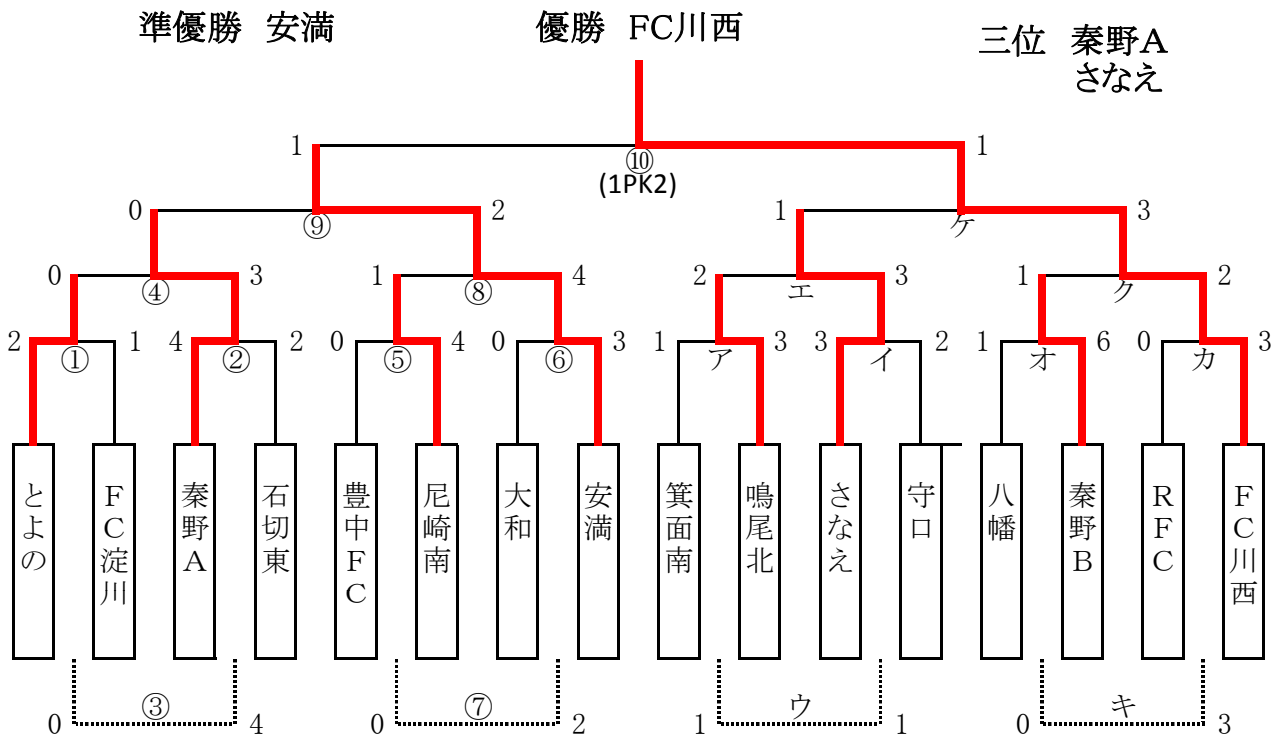 準優勝 安満
優勝 FC川西
三位 秦野A
さなえ
1 1
⑩
(1PK2)
0 2 1 3
⑨ ケ
0 3 1 4 2 3 1 2
④ ⑧ エ ク
2 1 4 2 0 4 0 3 1 3 3 2 1 6 0 3
① ② ⑤ ⑥ ア イ オ カ
とよの
FC淀川
秦野A
石切東
豊中FC
尼崎南
大和
安満
箕面南
鳴尾北
さなえ
守口
八幡
秦野B
RFC
FC川西
③ ⑦ ウ キ
0 4 0 2 1 1 0 3